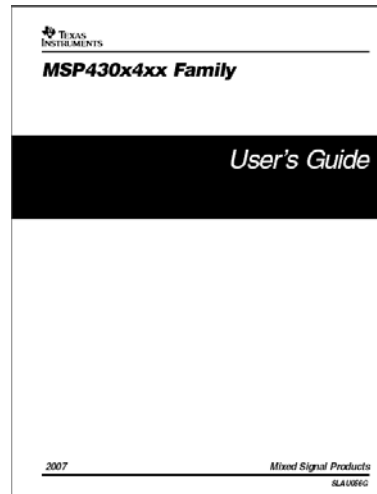 TEXAS
INSTRUMENTS
MSP430x4xx Family
User's Guide
2007
Mixed Signal Products
SLAU056G